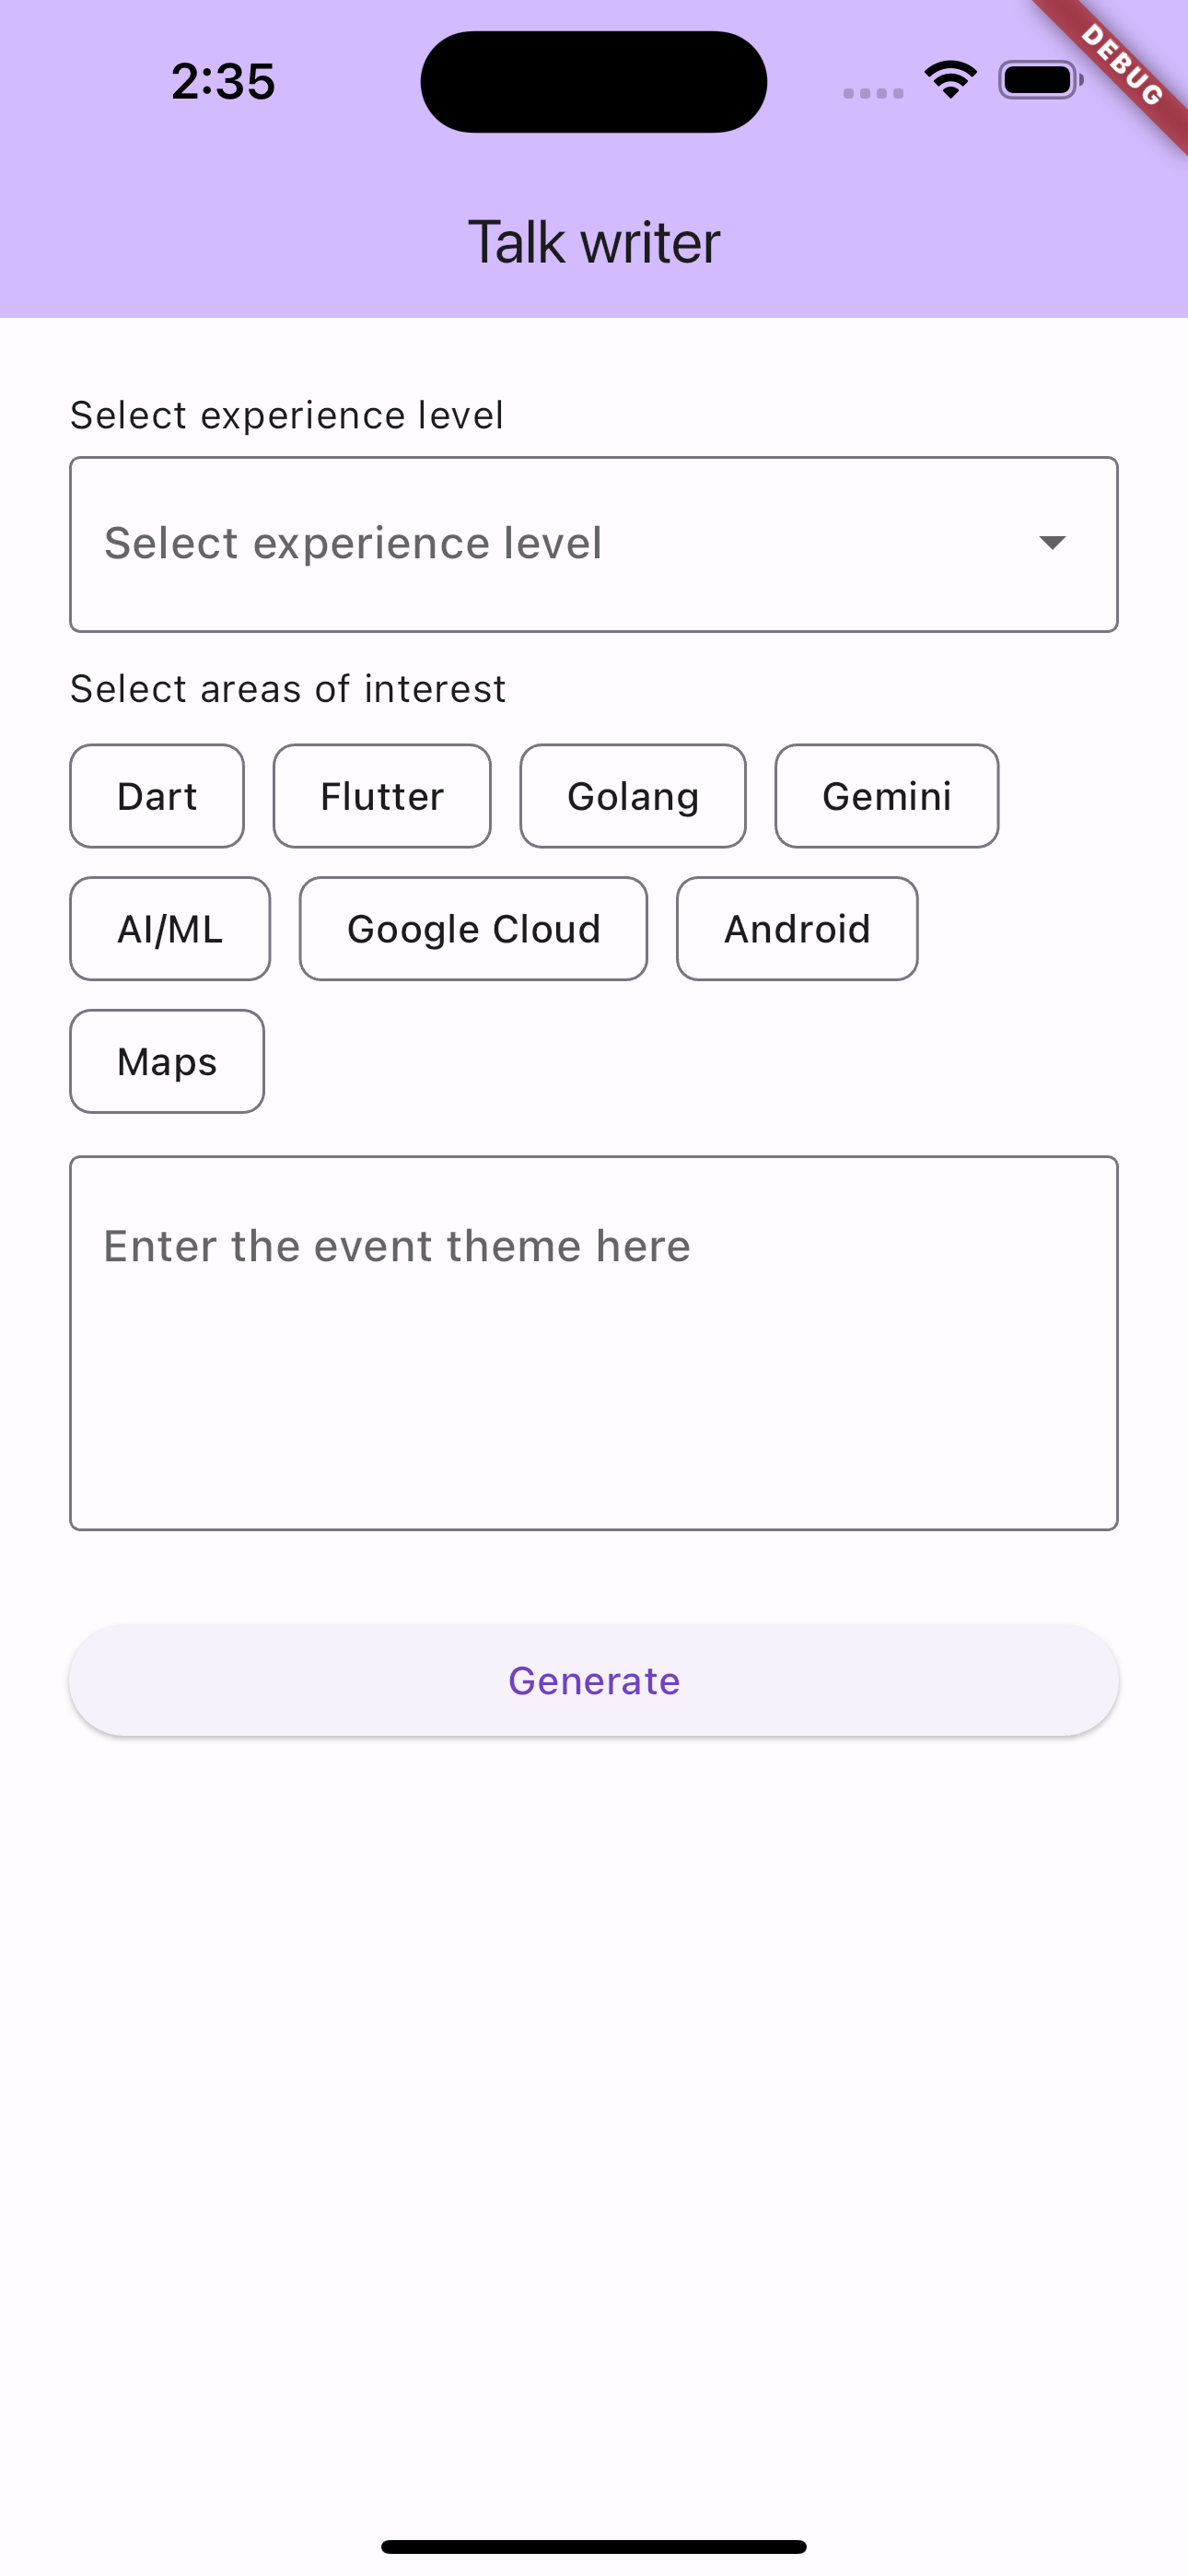 2:35
DEBUG
Talk writer
Select experience level
Select experience level
Select areas of interest
Dart Flutter Golang Gemini
AI/ML Google Cloud Android
Maps
Enter the event theme here
Generate